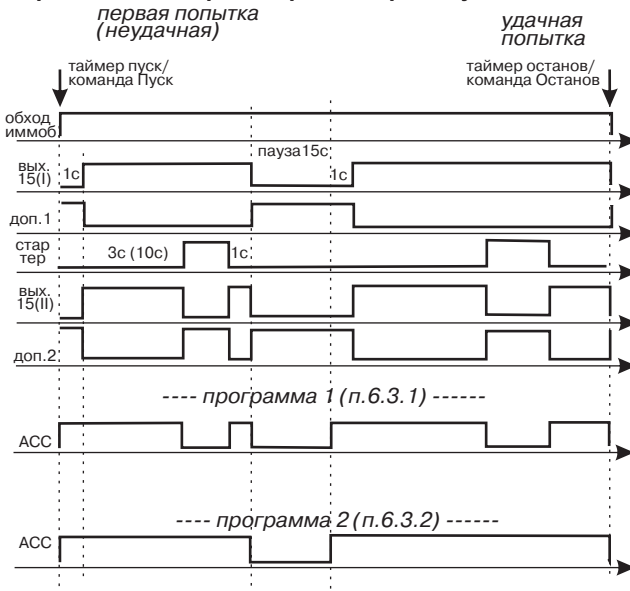 первая попытка
(неудачная)
удачная
попытка
таймер пуск/
команда Пуск
таймер останов/
команда Останов
обход
иммоб.
пауза15с
вых.
15(I)
1с
1с
доп.1
стар
тер
3с (10с)
1с
вых.
15(II)
доп.2
---- программа 1 (п.6.3.1) ------
АСС
---- программа 2 (п.6.3.2) ------
АСС